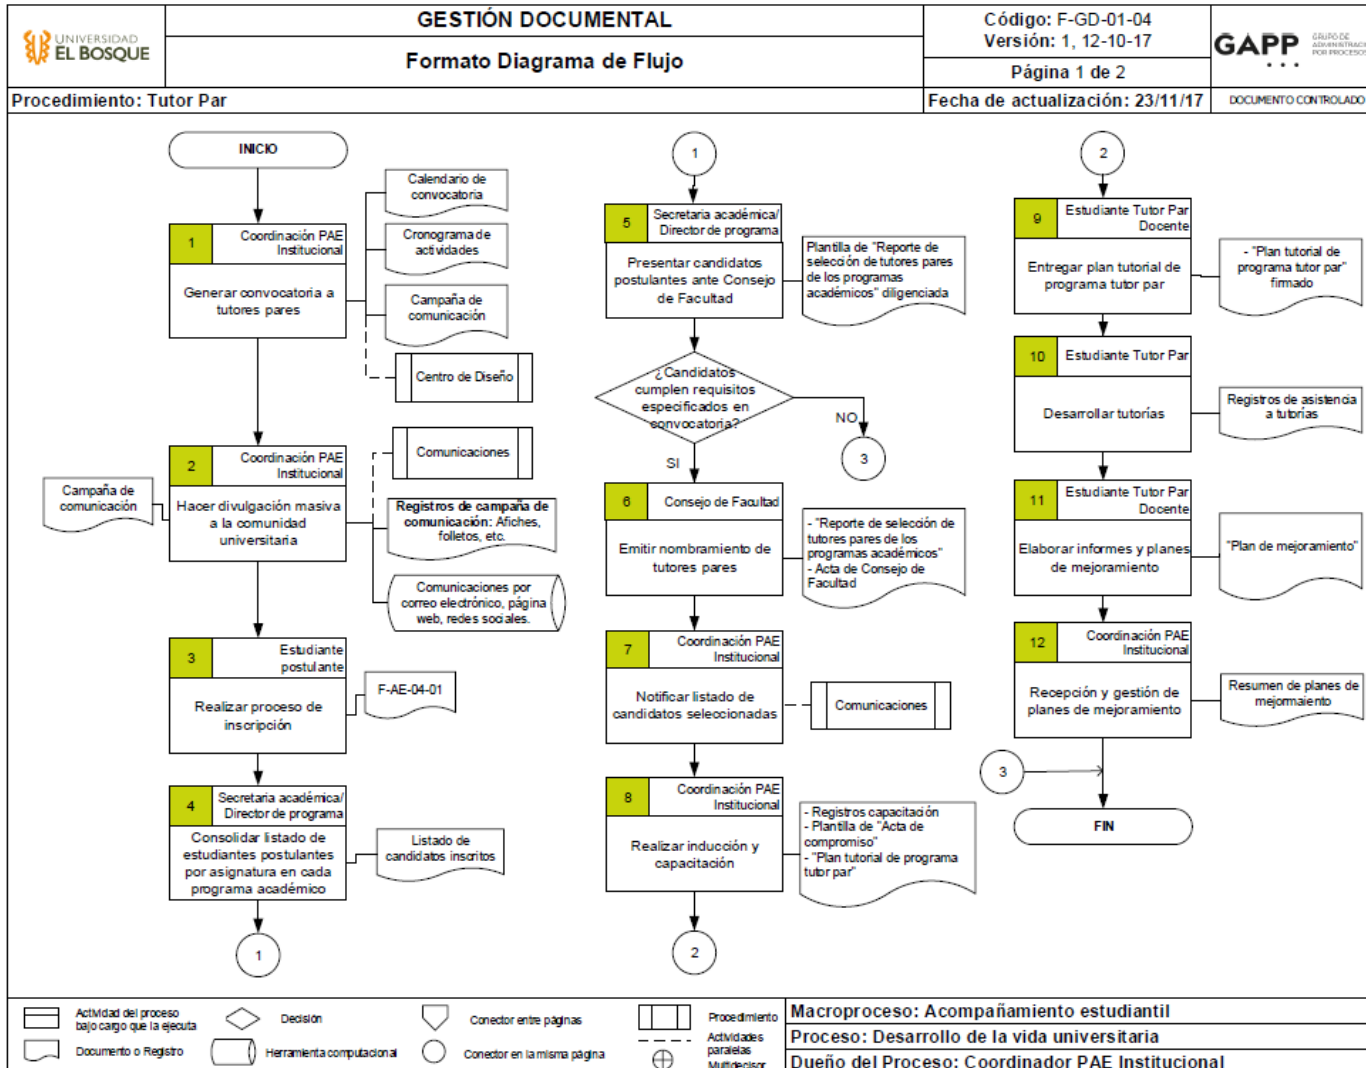 UNIVERSIDAD
EL BOSQUE
GESTIÓN DOCUMENTAL
Formato Diagrama de Flujo
Código: F-GD-01-04
Versión: 1, 12-10-17
Página 1 de 2
GAPP
GRUPO DE
ADMINISTRAC
POR PROCESOS
Procedimiento: Tutor Par
Fecha de actualización: 23/11/17
DOCUMENTO CONTROLADO
INICIO
Calendario de
convocatoria
1
Coordinación PAE
Institucional
Generar convocatoria a
tutores pares
Cronograma de
actividades
Campaña de
comunicación
Centro de Diseño
2
Coordinación PAE
Institucional
Hacer divulgación masiva
a la comunidad
universitaria
Campaña de
comunicación
Comunicaciones
Registros de campaña de
comunicación: Afiches,
folletos, etc.
Comunicaciones por
correo electrónico, página
web, redes sociales.
3
Estudiante
postulante
Realizar proceso de
inscripción
F-AE-04-01
4
Secretaria académica/
Director de programa
Consolidar listado de
estudiantes postulantes
por asignatura en cada
programa académico
Listado de
candidatos inscritos
1
1
5
Secretaria académica/
Director de programa
Presentar candidatos
postulantes ante Consejo
de Facultad
Plantilla de "Reporte de
selección de tutores pares
de los programas
académicos" diligenciada
¿Candidatos
cumplen requisitos
especificados en
convocatoria?
NO
3
SI
6
Consejo de Facultad
Emitir nombramiento de
tutores pares
- "Reporte de selección de
tutores pares de los
programas académicos"
- Acta de Consejo de
Facultad
7
Coordinación PAE
Institucional
Notificar listado de
candidatos seleccionadas
Comunicaciones
8
Coordinación PAE
Institucional
Realizar inducción y
capacitación
- Registros capacitación
- Plantilla de "Acta de
compromiso"
- "Plan tutorial de programa
tutor par"
2
2
9
Estudiante Tutor Par
Docente
Entregar plan tutorial de
programa tutor par
- "Plan tutorial de
programa tutor par"
firmado
10
Estudiante Tutor Par
Desarrollar tutorías
Registros de asistencia
a tutorías
11
Estudiante Tutor Par
Docente
Elaborar informes y planes
de mejoramiento
"Plan de mejoramiento"
12
Coordinación PAE
Institucional
Recepción y gestión de
planes de mejoramiento
Resumen de planes de
mejormaiento
3
FIN
Actividad del proceso
bajo cargo que la ejecuta
Decisión
Conector entre páginas
Procedimiento
Documento o Registro
Herramienta computacional
Conector en la misma página
Actividades
paralelas
Multidecisor
Macroproceso: Acompañamiento estudiantil
Proceso: Desarrollo de la vida universitaria
Dueño del Proceso: Coordinador PAE Institucional